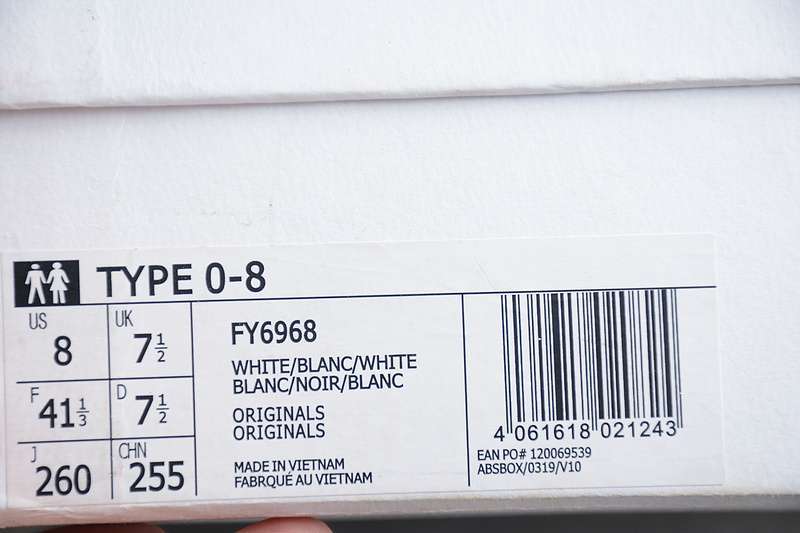 TYPE 0-8
US 8
UK 7 1/2
F 41 1/3
D 7 1/2
J 260
CHN 255
FY6968
WHITE/BLANC/WHITE
BLANC/NOIR/BLANC
ORIGINALS
ORIGINALS
MADE IN VIETNAM
FABRQUÉ AU VIETNAM
4 061618 021243
EAN PO# 120069539
ABSBOX/0319/V10